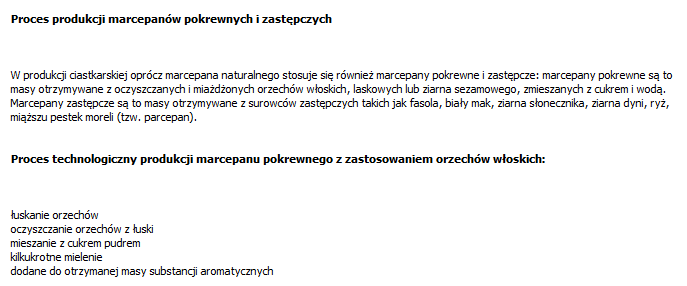 Proces produkcji marcepanów pokrewnych i zastępczych
W produkcji ciastkarskiej oprócz marcepana naturalnego stosuje się również marcepany pokrewne i zastępcze: marcepany pokrewne są to
masy otrzymywane z oczyszczanych i miażdżonych orzechów włoskich, laskowych lub ziarna sezamowego, zmieszanych z cukrem i wodą.
Marcepany zastępcze są to masy otrzymywane z surowców zastępczych takich jak fasola, biały mak, ziarna słonecznika, ziarna dyni, ryż,
miąższu pestek moreli (tzw. parcepan).
Proces technologiczny produkcji marcepanu pokrewnego z zastosowaniem orzechów włoskich:
łuskanie orzechów
oczyszczanie orzechów z łuski
mieszanie z cukrem pudrem
kilkukrotne mielenie
dodane do otrzymanej masy substancji aromatycznych